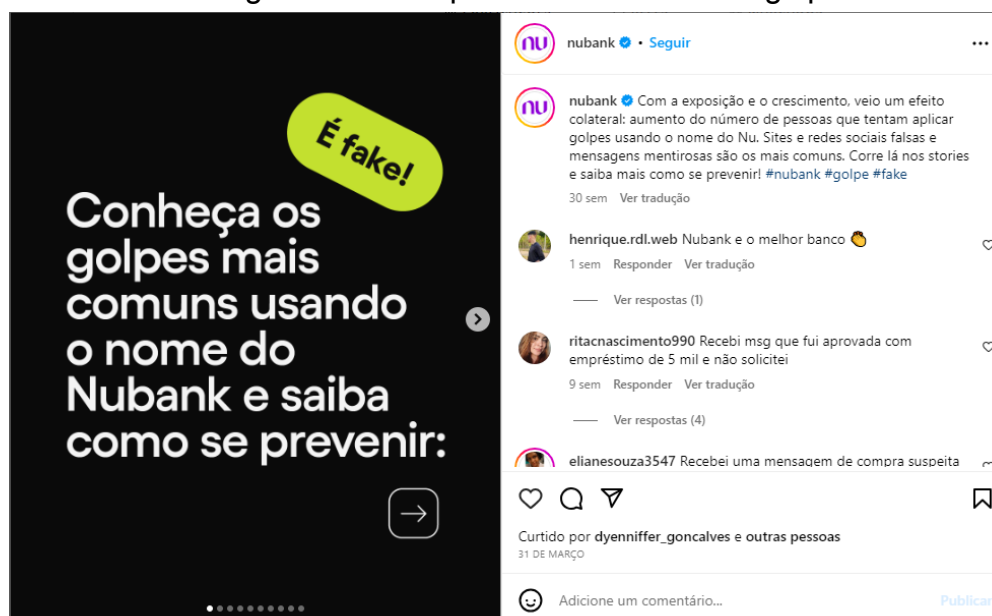 É fake!
Conheça os
golpes mais
comuns usando
o nome do
Nubank e saiba
como se prevenir:
nu
nubank • Seguir
nu
nubank Com a exposição e o crescimento, veio um efeito
colateral: aumento do número de pessoas que tentam aplicar
golpes usando o nome do Nu. Sites e redes sociais falsas e
mensagens mentirosas são os mais comuns. Corre lá nos stories
e saiba mais como se prevenir! #nubank #golpe #fake
30 sem Ver tradução
henrique.rdl.web Nubank e o melhor banco 👏
1 sem Responder Ver tradução
Ver respostas (1)
ritacnascimento990 Recebi msg que fui aprovada com
empréstimo de 5 mil e não solicitei
9 sem Responder Ver tradução
Ver respostas (4)
elianesouza3547 Recebei uma mensagem de compra suspeita
Curtido por dyenniffer_goncalves e outras pessoas
31 DE MARÇO
Adicione um comentário...
Publicar